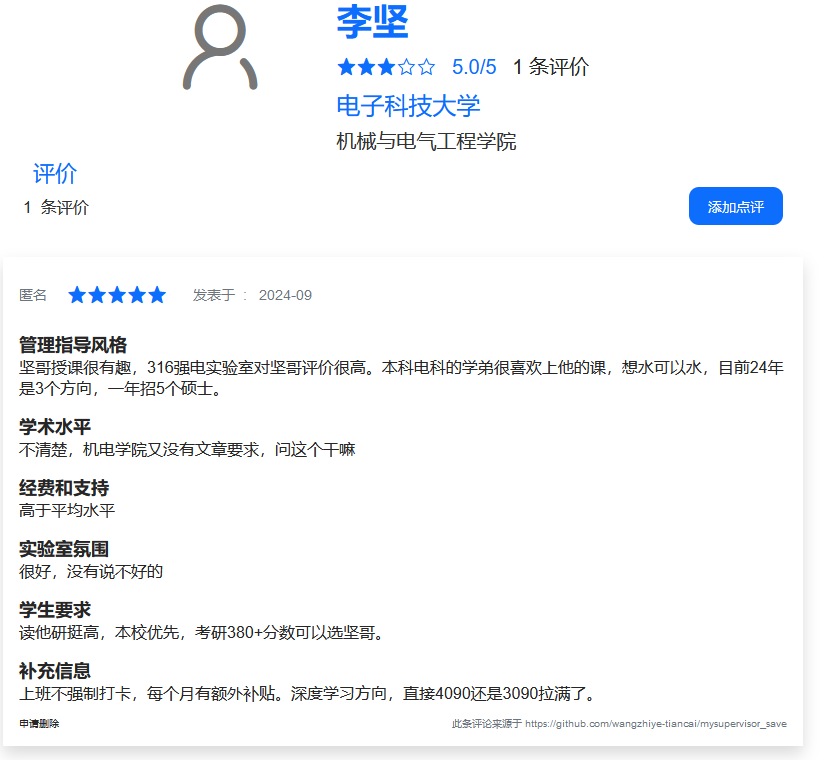 李坚
5.0/5 1 条评价
电子科技大学
机械与电气工程学院
评价
1 条评价
添加点评
匿名 发表于 : 2024-09
管理指导风格
坚哥授课很有趣，316强电实验室对坚哥评价很高。本科电科的学弟很喜欢上他的课，想水可以水，目前24年
是3个方向，一年招5个硕士。
学术水平
不清楚，机电学院又没有文章要求，问这个干嘛
经费和支持
高于平均水平
实验室氛围
很好，没有说不好的
学生要求
读他研挺高，本校优先，考研380+分数可以选坚哥。
补充信息
上班不强制打卡，每个月有额外补贴。深度学习方向，直接4090还是3090拉满了。
申请删除 此条评论来源于 https://github.com/wangzhiye-tiancai/mysupervisor_save